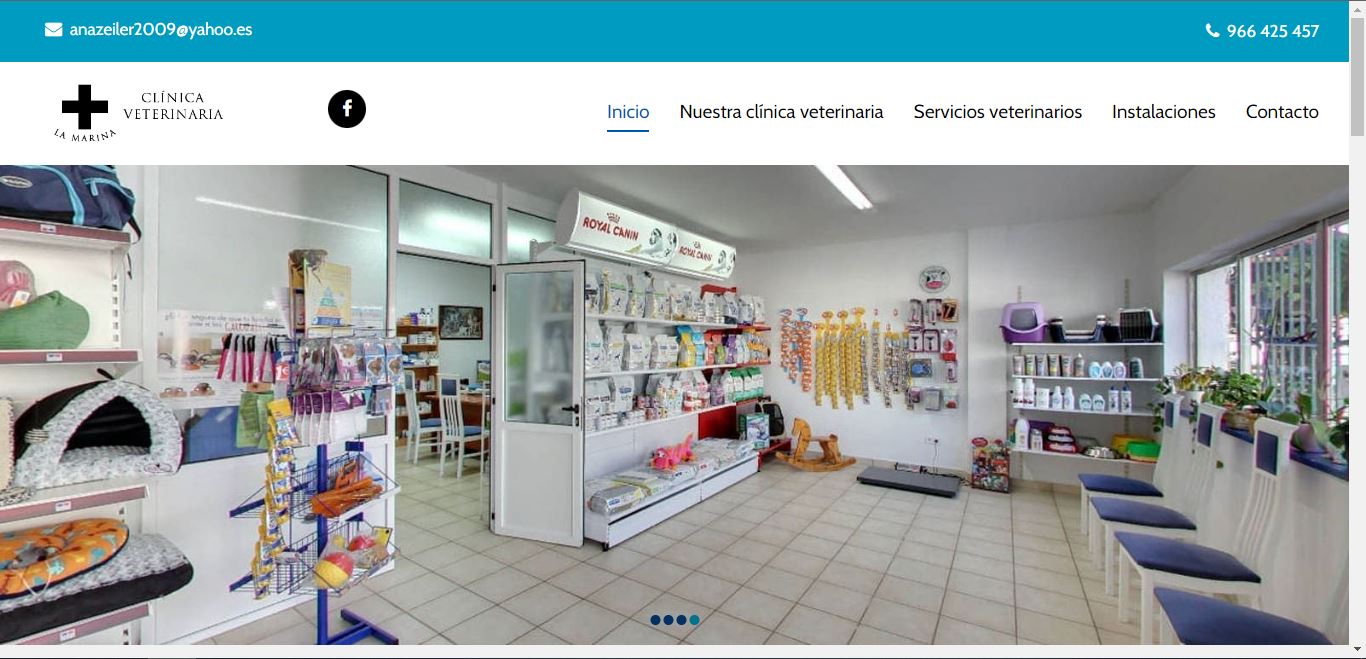 anazeiler2009@yahoo.es
966 425 457
CLÍNICA
VETERINARIA
LA MARINA
Inicio
Nuestra clínica veterinaria
Servicios veterinarios
Instalaciones
Contacto
ROYAL CANIN
ROYAL CANIN